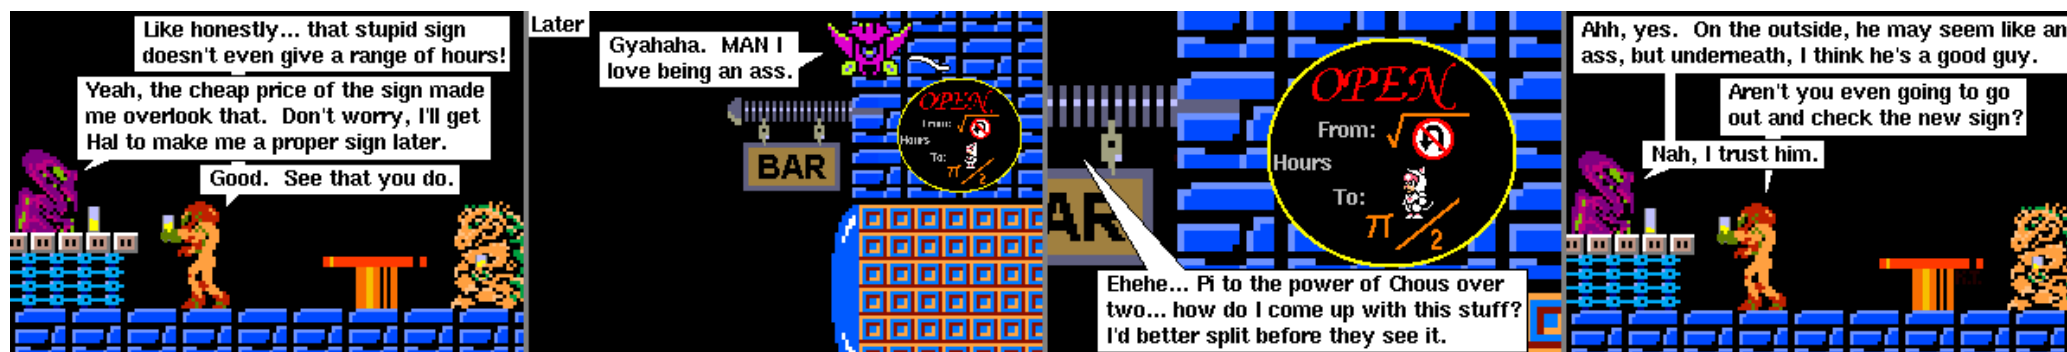 Like honestly... that stupid sign
doesn't even give a range of hours!
Yeah, the cheap price of the sign made
me overlook that.  Don't worry, I'll get
Hal to make me a proper sign later.
Good.  See that you do.
Later
Gyahaha.  MAN I
love being an ass.
OPEN
From: √
Hours
To:
π/2
BAR
OPEN
From: √
Hours
To:
π/2
AR
Ehehe... Pi to the power of Chous over
two... how do I come up with this stuff?
I'd better split before they see it.
Ahh, yes.  On the outside, he may seem like an
ass, but underneath, I think he's a good guy.
Aren't you even going to go
out and check the new sign?
Nah, I trust him.